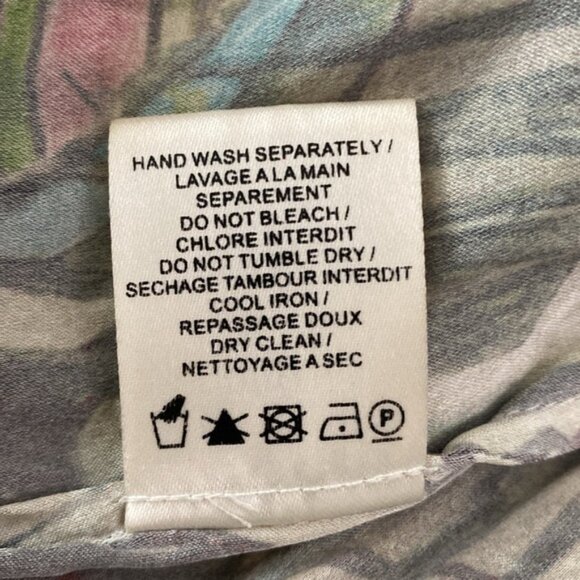 HAND WASH SEPARATELY /
LAVAGE A LA MAIN
SEPAREMENT
DO NOT BLEACH /
CHLORE INTERDIT
DO NOT TUMBLE DRY /
SECHAGE TAMBOUR INTERDIT
COOL IRON /
REPASSAGE DOUX
DRY CLEAN /
NETTOYAGE A SEC
P